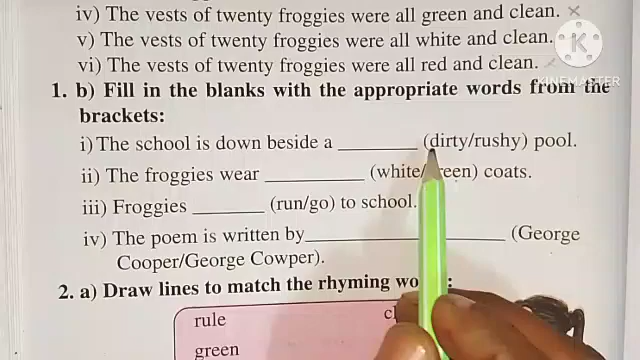 iv) The vests of twenty froggies were all green and clean. ×
v) The vests of twenty froggies were all white and clean.
vi) The vests of twenty froggies were all red and clean.
KINEMASTER
1. b) Fill in the blanks with the appropriate words from the
brackets:
i) The school is down beside a ________ (dirty/rushy) pool.
ii) The froggies wear __________ (white/green) coats.
iii) Froggies _______ (run/go) to school.
iv) The poem is written by____________________ (George
Cooper/George Cowper).
2. a) Draw lines to match the rhyming
rule
green